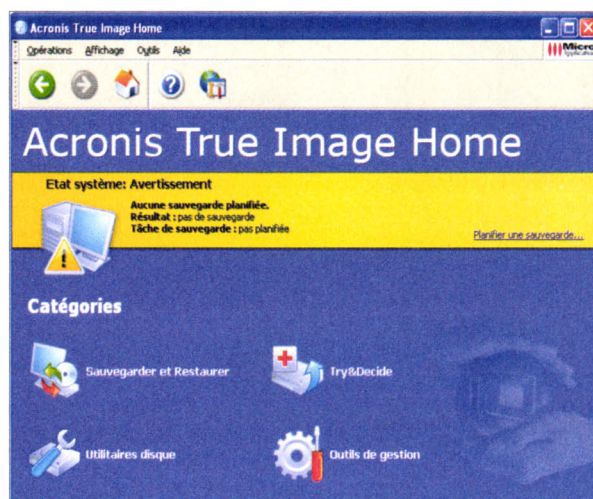 Acronis True Image Home
Opérations Affichage Outils Aide
Micro
Application
Acronis True Image Home
Etat système: Avertissement
Aucune sauvegarde planifiée.
Résultat : pas de sauvegarde
Tâche de sauvegarde : pas planifiée
Planifier une sauvegarde...
Catégories
Sauvegarder et Restaurer
Try&Decide
Utilitaires disque
Outils de gestion